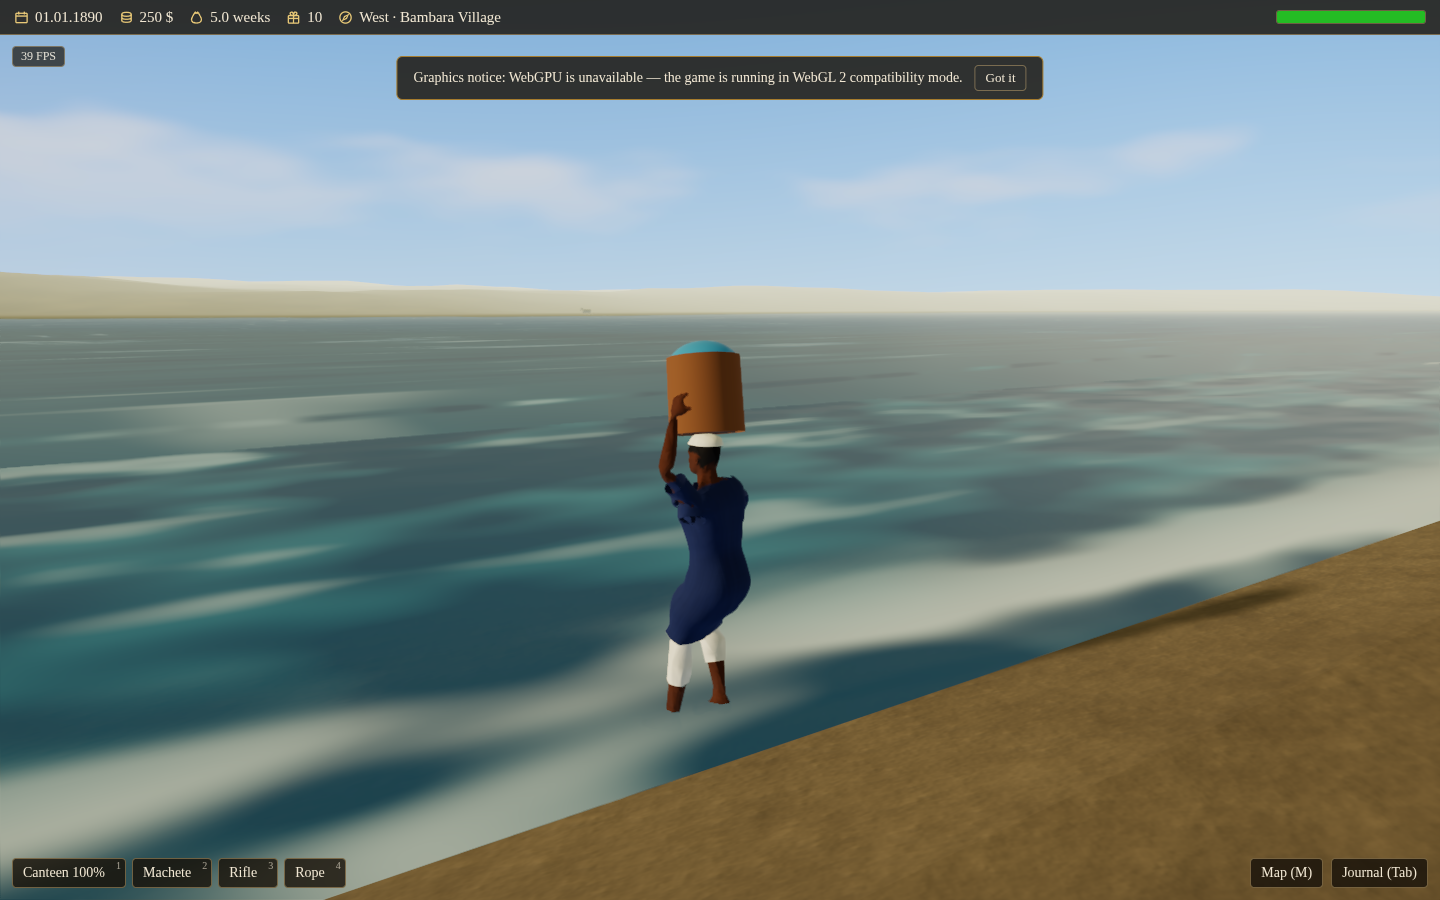 01.01.1890 250 $ 5.0 weeks 10 West · Bambara Village
39 FPS
Graphics notice: WebGPU is unavailable — the game is running in WebGL 2 compatibility mode. Got it
Canteen 100% 1 Machete 2 Rifle 3 Rope 4 Map (M) Journal (Tab)